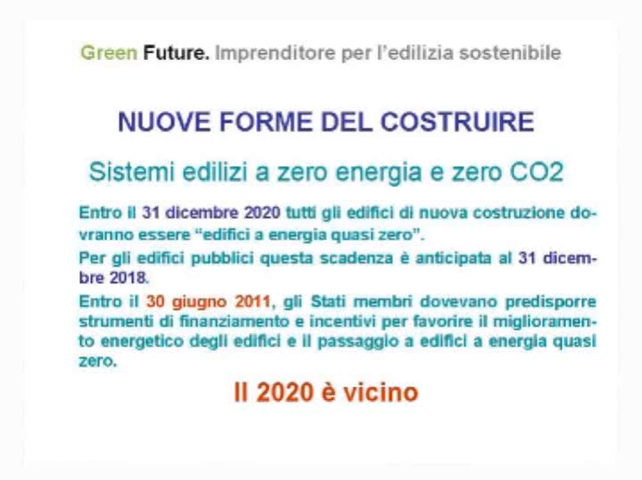 Green Future. Imprenditore per l'edilizia sostenibile
NUOVE FORME DEL COSTRUIRE
Sistemi edilizi a zero energia e zero CO2
Entro il 31 dicembre 2020 tutti gli edifici di nuova costruzione do-
vranno essere “edifici a energia quasi zero”.
Per gli edifici pubblici questa scadenza è anticipata al 31 dicem-
bre 2018.
Entro il 30 giugno 2011, gli Stati membri dovevano predisporre
strumenti di finanziamento e incentivi per favorire il miglioramen-
to energetico degli edifici e il passaggio a edifici a energia quasi
zero.
Il 2020 è vicino